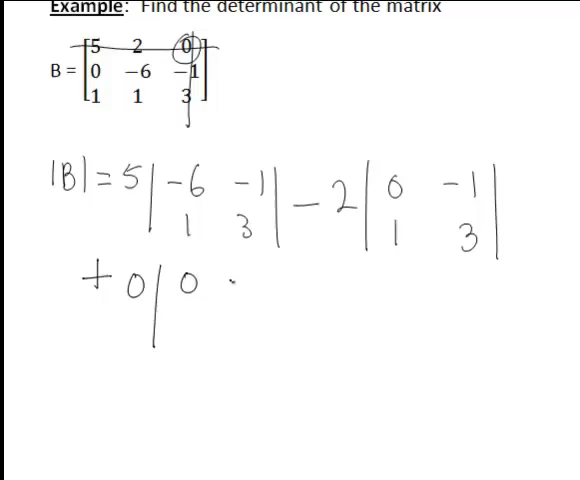 Example: Find the determinant of the matrix
B = [5 2 0]
[0 −6 −1]
[1 1 3]
|B| = 5 |−6 −1| − 2 |0 −1|
|1 3| |1 3|
+ 0 |0